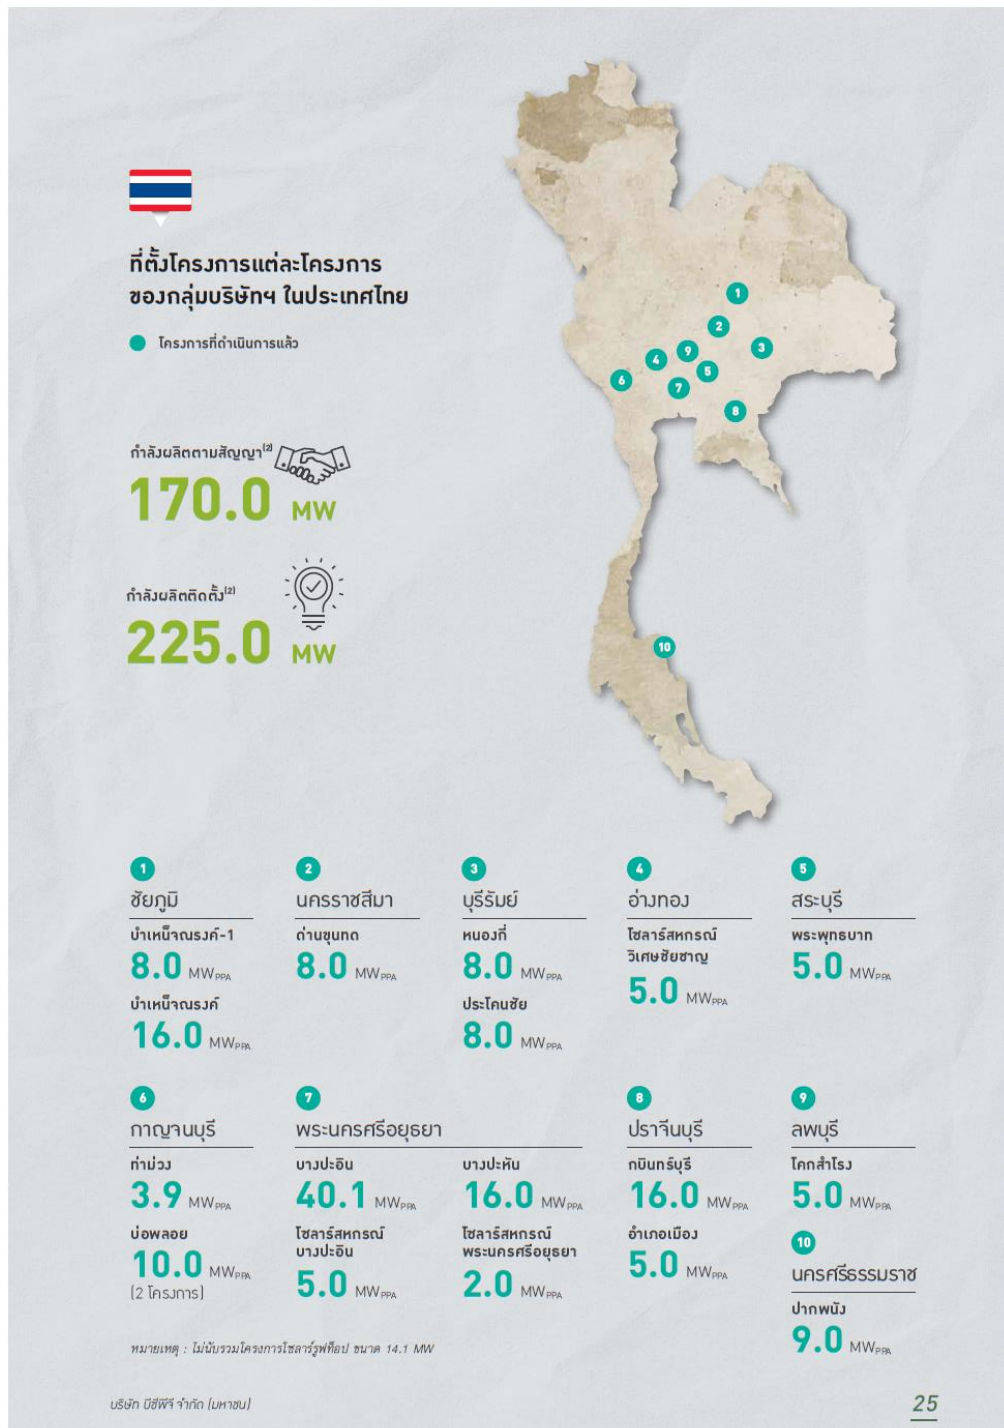 ที่ตั้งโครงการแต่ละโครงการ
ของกลุ่มบริษัทฯ ในประเทศไทย
โครงการที่ดำเนินการแล้ว
กำลังผลิตตามสัญญา(2)
170.0 MW
กำลังผลิตติดตั้ง(2)
225.0 MW
1
2
3
4
9
5
6
7
8
10
1
ชัยภูมิ
บำเหน็จณรงค์-1
8.0 MWPPA
บำเหน็จณรงค์
16.0 MWPPA
2
นครราชสีมา
ด่านขุนทด
8.0 MWPPA
3
บุรีรัมย์
หนองกี่
8.0 MWPPA
ประโคนชัย
8.0 MWPPA
4
อ่างทอง
โซลาร์สหกรณ์
วิเศษชัยชาญ
5.0 MWPPA
5
สระบุรี
พระพุทธบาท
5.0 MWPPA
6
กาญจนบุรี
ท่าม่วง
3.9 MWPPA
บ่อพลอย
10.0 MWPPA
(2 โครงการ)
7
พระนครศรีอยุธยา
บางปะอิน
40.1 MWPPA
โซลาร์สหกรณ์
บางปะอิน
5.0 MWPPA
บางปะหัน
16.0 MWPPA
โซลาร์สหกรณ์
พระนครศรีอยุธยา
2.0 MWPPA
8
ปราจีนบุรี
กบินทร์บุรี
16.0 MWPPA
อำเภอเมือง
5.0 MWPPA
9
ลพบุรี
โคกสำโรง
5.0 MWPPA
10
นครศรีธรรมราช
ปากพนัง
9.0 MWPPA
หมายเหตุ : ไม่นับรวมโครงการโซลาร์รูฟท็อป ขนาด 14.1 MW
บริษัท บีซีพีจี จำกัด (มหาชน)
25